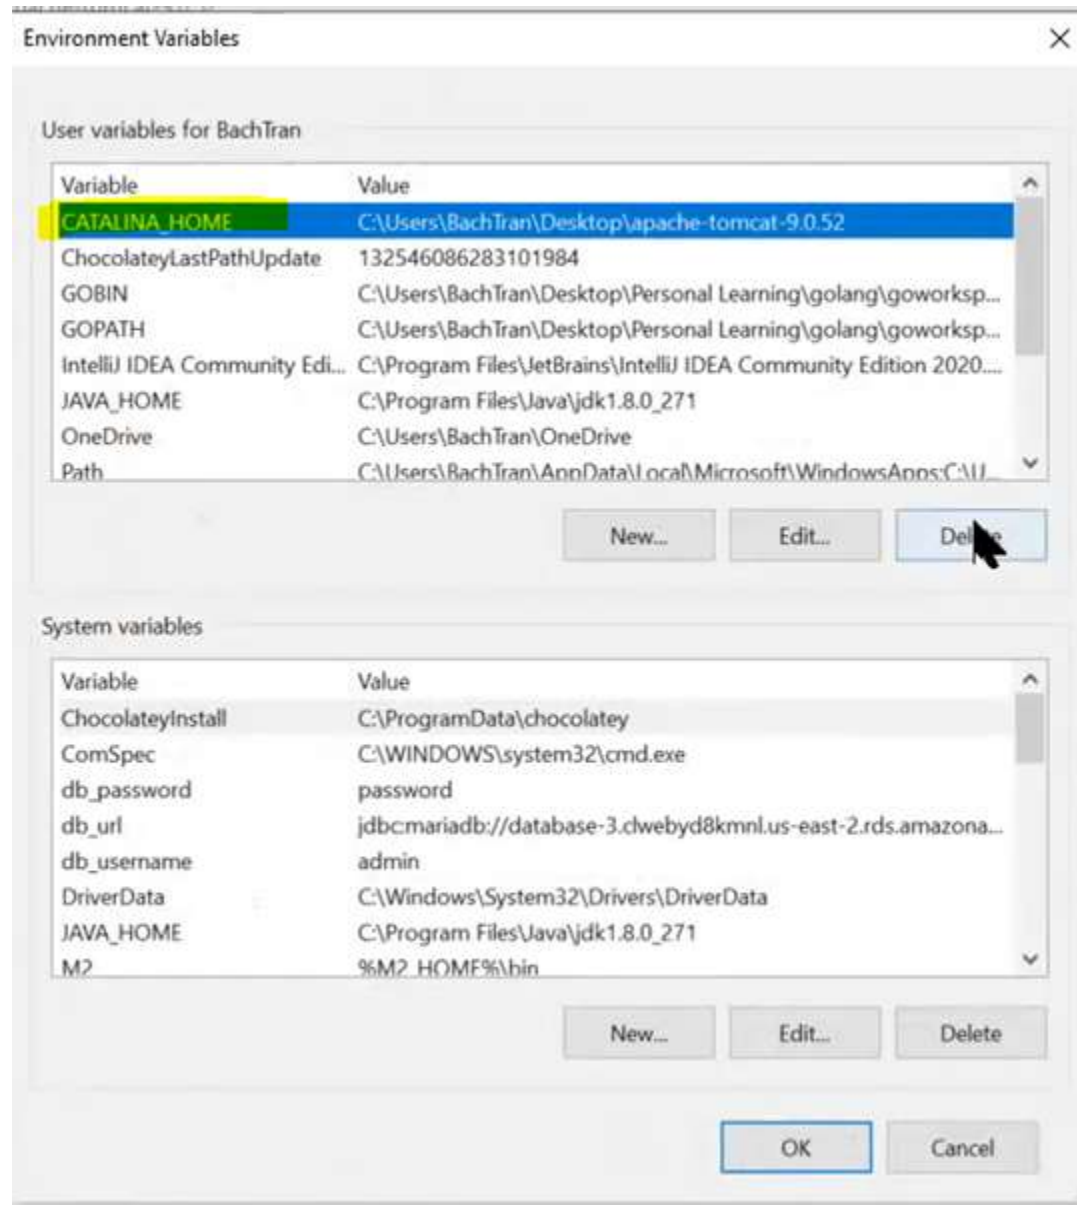 Environment Variables
User variables for BachTran
Variable Value
CATALINA_HOME C:\Users\BachTran\Desktop\apache-tomcat-9.0.52
ChocolateyLastPathUpdate 132546086283101984
GOBIN C:\Users\BachTran\Desktop\Personal Learning\golang\goworksp...
GOPATH C:\Users\BachTran\Desktop\Personal Learning\golang\goworksp...
IntelliJ IDEA Community Edi... C:\Program Files\JetBrains\IntelliJ IDEA Community Edition 2020....
JAVA_HOME C:\Program Files\Java\jdk1.8.0_271
OneDrive C:\Users\BachTran\OneDrive
Path C:\Users\BachTran\AppData\Local\Microsoft\WindowsApps;C:\U...
New... Edit... Delete
System variables
Variable Value
ChocolateyInstall C:\ProgramData\chocolatey
ComSpec C:\WINDOWS\system32\cmd.exe
db_password password
db_url jdbc:mariadb://database-3.clwebyd8kmnl.us-east-2.rds.amazona...
db_username admin
DriverData C:\Windows\System32\Drivers\DriverData
JAVA_HOME C:\Program Files\Java\jdk1.8.0_271
M2 %M2_HOME%\bin
New... Edit... Delete
OK Cancel